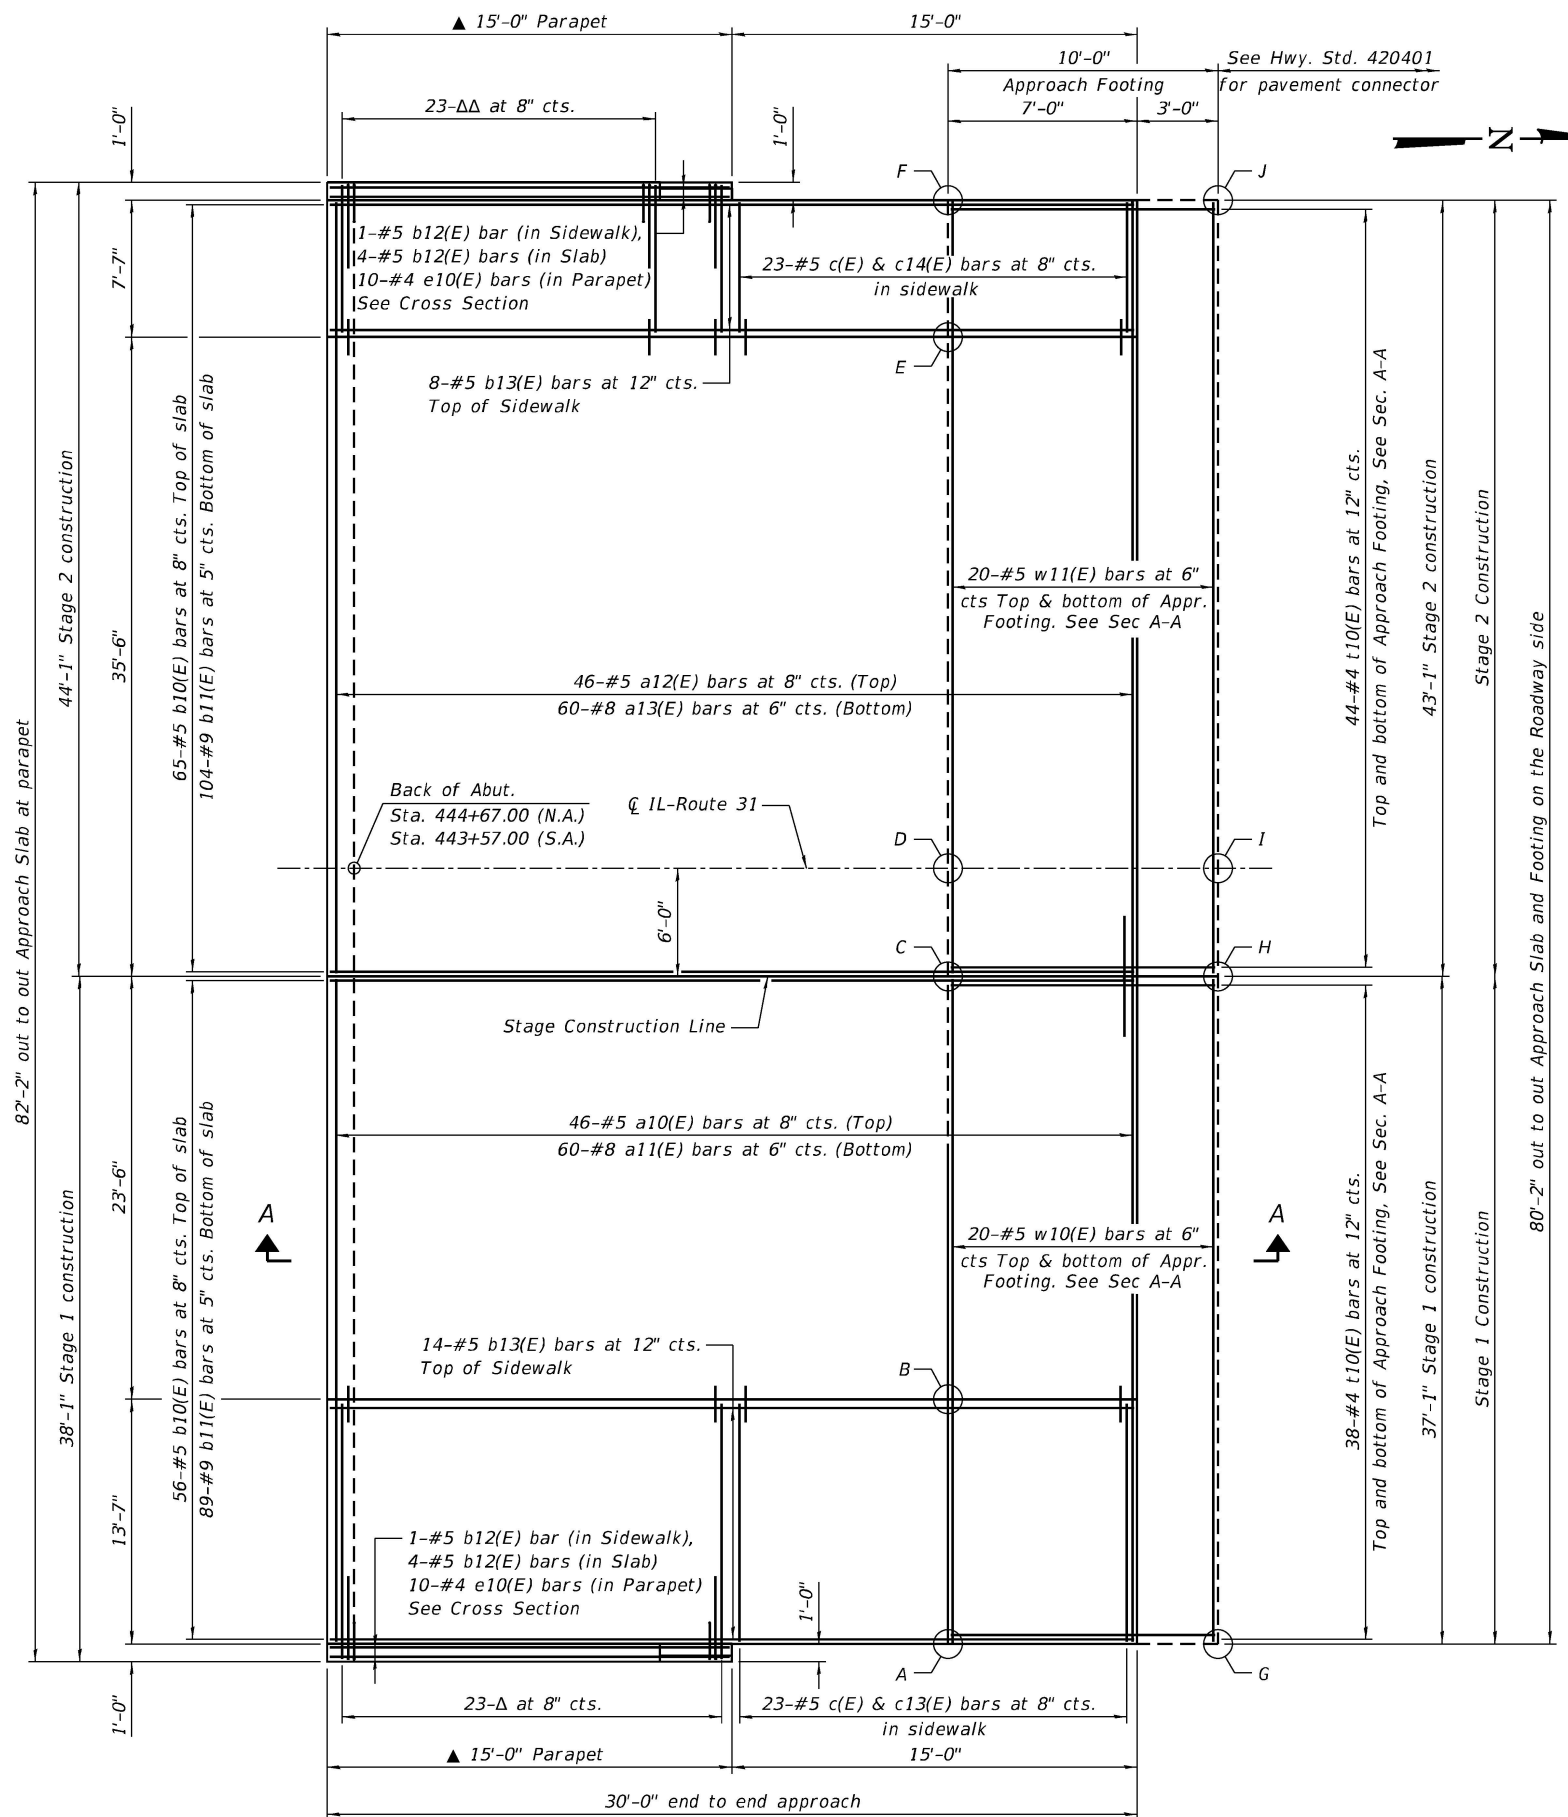 ▲ 15'-0" Parapet
15'-0"
10'-0"
Approach Footing
See Hwy. Std. 420401
for pavement connector
7'-0"
3'-0"
23-ΔΔ at 8" cts.
1'-0"
1'-0"
N
F
J
1-#5 b12(E) bar (in Sidewalk),
4-#5 b12(E) bars (in Slab)
10-#4 e10(E) bars (in Parapet)
See Cross Section
23-#5 c(E) & c14(E) bars at 8" cts.
in sidewalk
7'-7"
E
8-#5 b13(E) bars at 12" cts.
Top of Sidewalk
65-#5 b10(E) bars at 8" cts. Top of slab
104-#9 b11(E) bars at 5" cts. Bottom of slab
44'-1" Stage 2 construction
35'-6"
82'-2" out to out Approach Slab at parapet
20-#5 w11(E) bars at 6"
cts Top & bottom of Appr.
Footing. See Sec A-A
44-#4 t10(E) bars at 12" cts.
Top and bottom of Approach Footing, See Sec. A-A
43'-1" Stage 2 construction
Stage 2 Construction
80'-2" out to out Approach Slab and Footing on the Roadway side
46-#5 a12(E) bars at 8" cts. (Top)
60-#8 a13(E) bars at 6" cts. (Bottom)
Back of Abut.
Sta. 444+67.00 (N.A.)
Sta. 443+57.00 (S.A.)
℄ IL-Route 31
D
I
6'-0"
C
H
Stage Construction Line
46-#5 a10(E) bars at 8" cts. (Top)
60-#8 a11(E) bars at 6" cts. (Bottom)
56-#5 b10(E) bars at 8" cts. Top of slab
89-#9 b11(E) bars at 5" cts. Bottom of slab
38'-1" Stage 1 construction
23'-6"
A
A
20-#5 w10(E) bars at 6"
cts Top & bottom of Appr.
Footing. See Sec A-A
38-#4 t10(E) bars at 12" cts.
Top and bottom of Approach Footing, See Sec. A-A
37'-1" Stage 1 construction
Stage 1 Construction
14-#5 b13(E) bars at 12" cts.
Top of Sidewalk
B
13'-7"
1-#5 b12(E) bar (in Sidewalk),
4-#5 b12(E) bars (in Slab)
10-#4 e10(E) bars (in Parapet)
See Cross Section
1'-0"
A
G
1'-0"
23-Δ at 8" cts.
23-#5 c(E) & c13(E) bars at 8" cts.
in sidewalk
▲ 15'-0" Parapet
15'-0"
30'-0" end to end approach